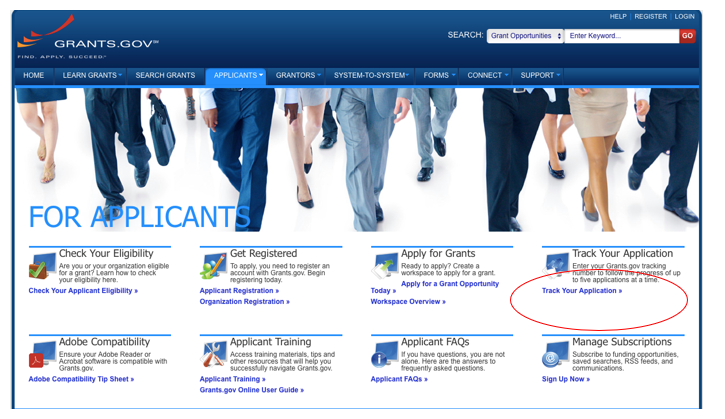 HELP | REGISTER | LOGIN
SEARCH: Grant Opportunities Enter Keyword... GO
GRANTS.GOV℠
FIND. APPLY. SUCCEED.℠
HOME LEARN GRANTS SEARCH GRANTS APPLICANTS GRANTORS SYSTEM-TO-SYSTEM FORMS CONNECT SUPPORT
FOR APPLICANTS
Check Your Eligibility
Are you or your organization eligible
for a grant? Learn how to check
your eligibility here.
Check Your Applicant Eligibility »
Get Registered
To apply, you need to register an
account with Grants.gov. Begin
registering today.
Applicant Registration »
Organization Registration »
Apply for Grants
Ready to apply? Create a
workspace to apply for a grant.
Apply for a Grant Opportunity
Today »
Workspace Overview »
Track Your Application
Enter your Grants.gov tracking
number to follow the progress of up
to five applications at a time.
Track Your Application »
Adobe Compatibility
Ensure your Adobe Reader or
Acrobat software is compatible with
Grants.gov.
Adobe Compatibility Tip Sheet »
Applicant Training
Access training materials, tips and
other resources that will help you
successfully navigate Grants.gov.
Applicant Training »
Grants.gov Online User Guide »
Applicant FAQs
If you have questions, you are not
alone. Here are the answers to
frequently asked questions.
Applicant FAQs »
Manage Subscriptions
Subscribe to funding opportunities,
saved searches, RSS feeds, and
communications.
Sign Up Now »